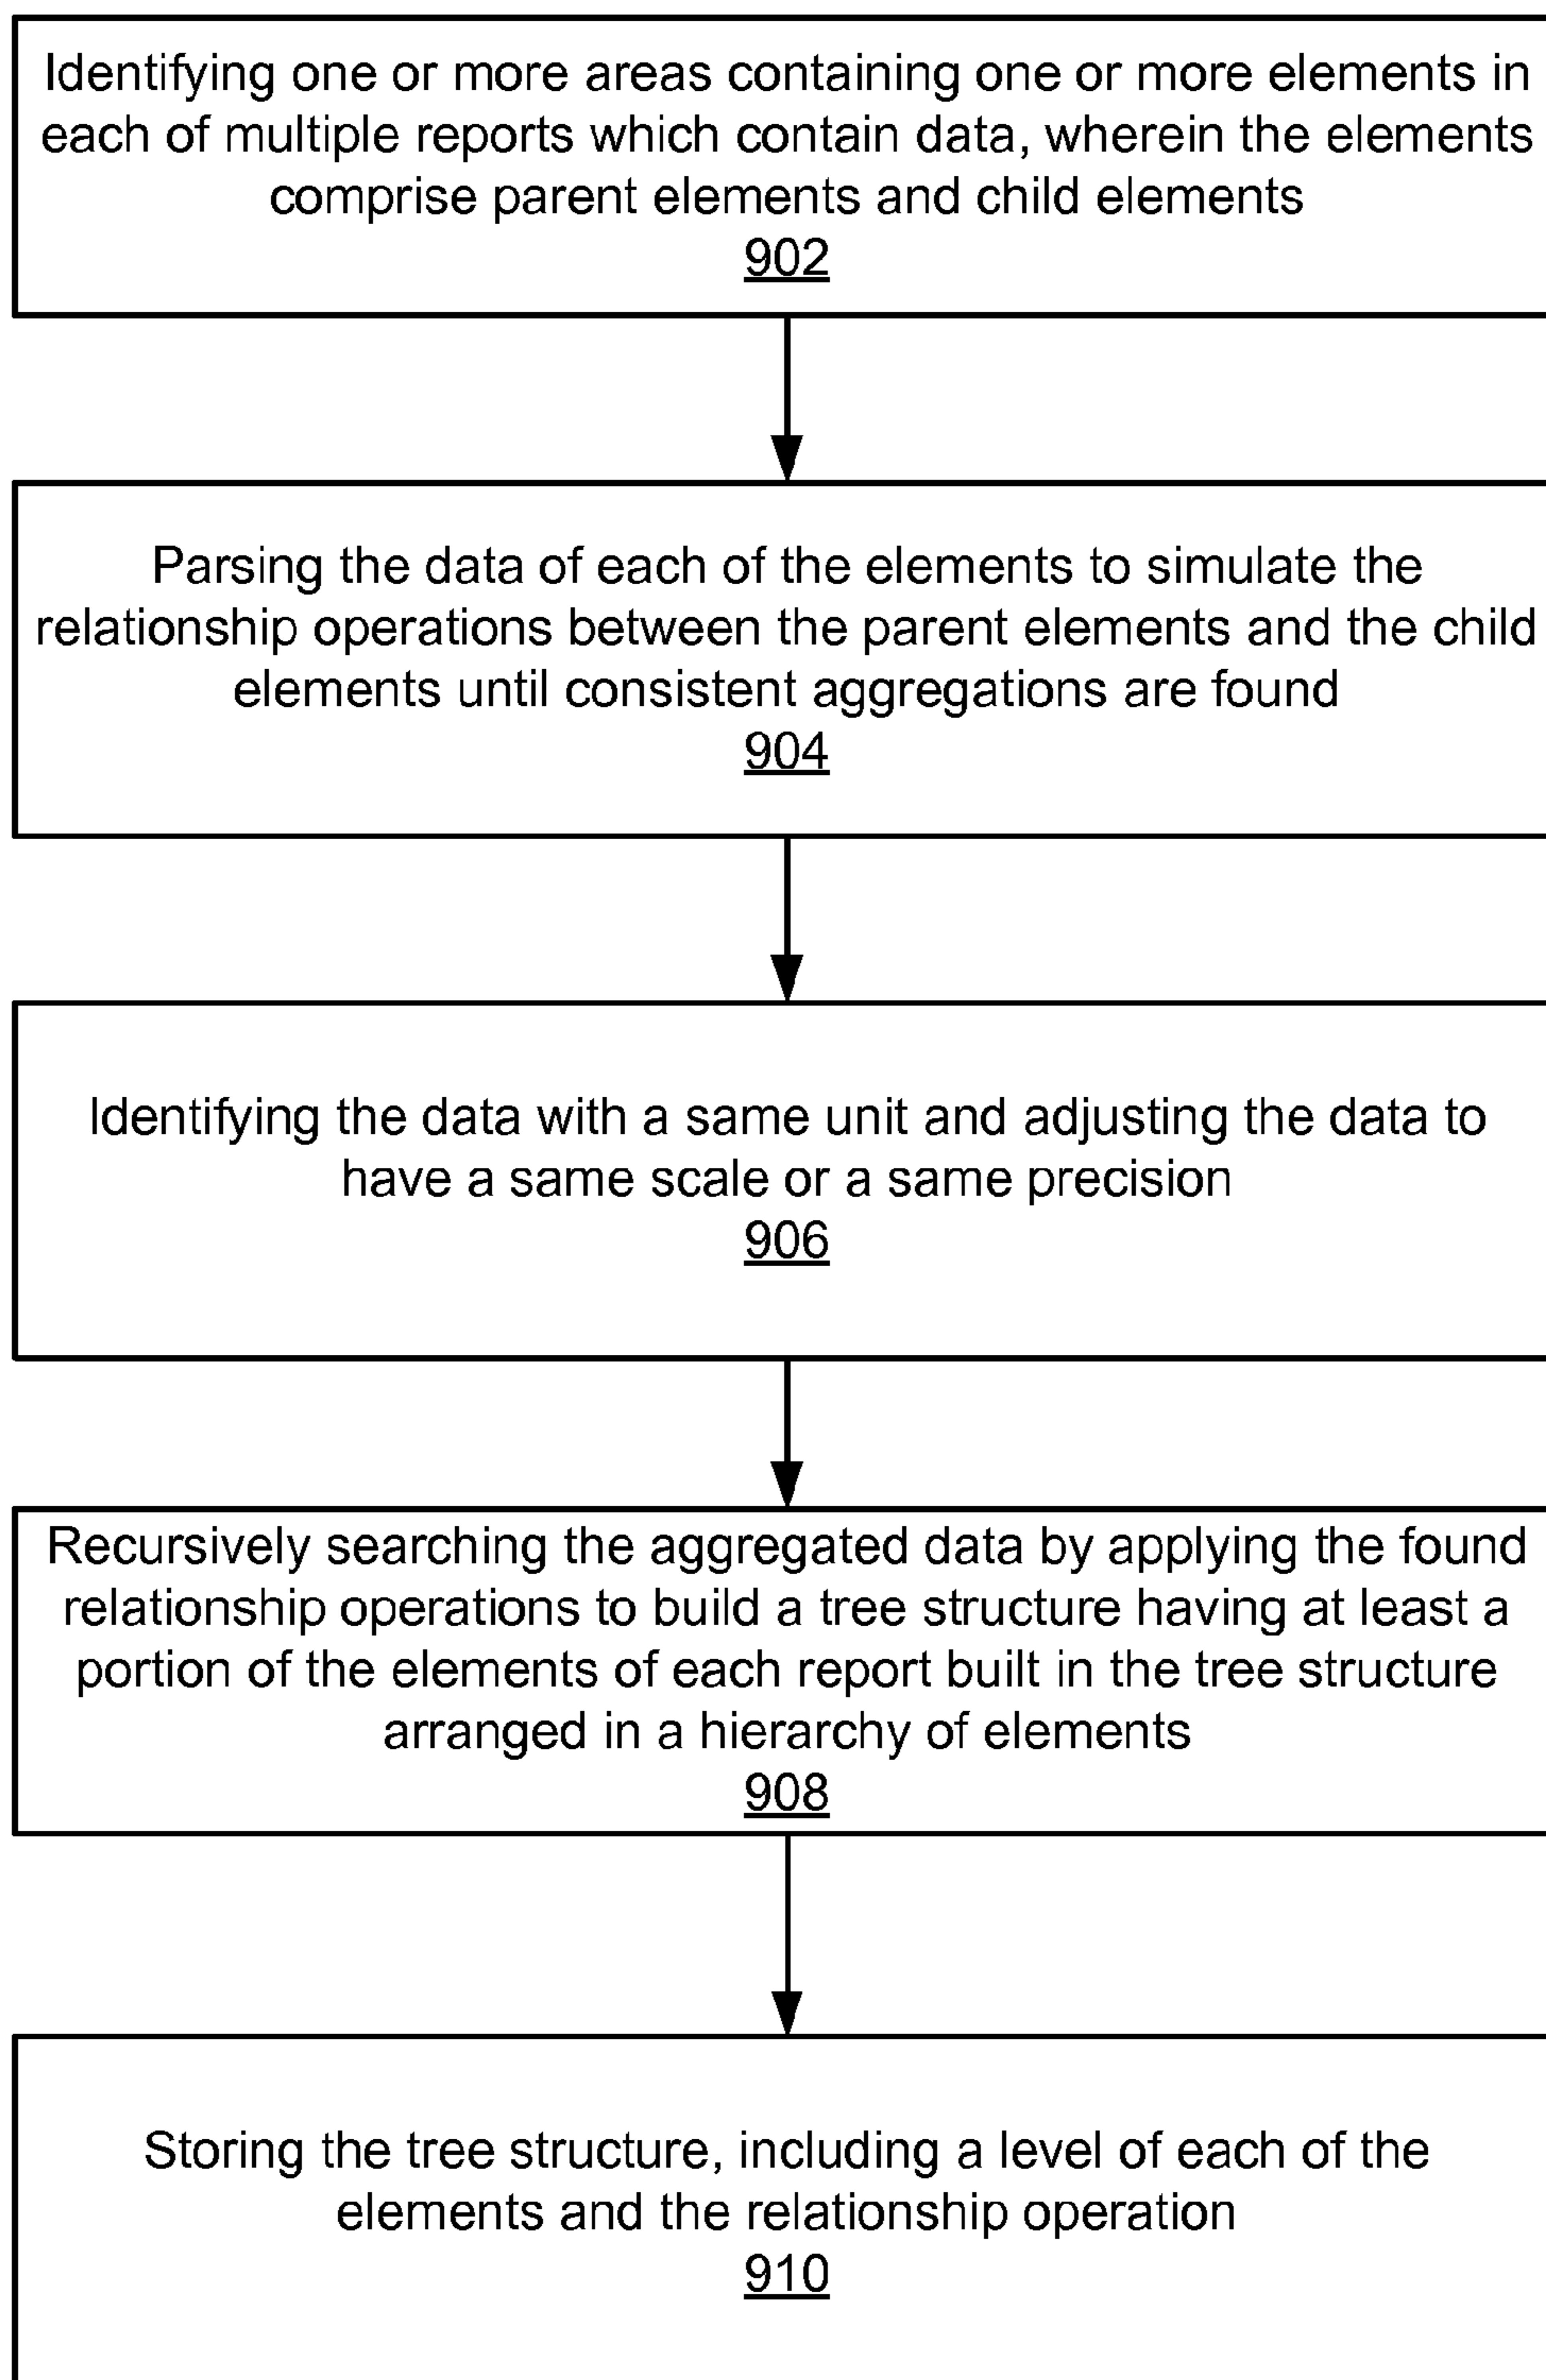 Identifying one or more areas containing one or more elements in
each of multiple reports which contain data, wherein the elements
comprise parent elements and child elements
902
Parsing the data of each of the elements to simulate the
relationship operations between the parent elements and the child
elements until consistent aggregations are found
904
Identifying the data with a same unit and adjusting the data to
have a same scale or a same precision
906
Recursively searching the aggregated data by applying the found
relationship operations to build a tree structure having at least a
portion of the elements of each report built in the tree structure
arranged in a hierarchy of elements
908
Storing the tree structure, including a level of each of the
elements and the relationship operation
910